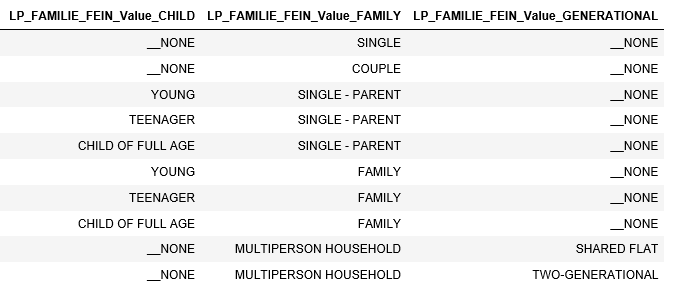 LP_FAMILIE_FEIN_Value_CHILD LP_FAMILIE_FEIN_Value_FAMILY LP_FAMILIE_FEIN_Value_GENERATIONAL
__NONE SINGLE __NONE
__NONE COUPLE __NONE
YOUNG SINGLE - PARENT __NONE
TEENAGER SINGLE - PARENT __NONE
CHILD OF FULL AGE SINGLE - PARENT __NONE
YOUNG FAMILY __NONE
TEENAGER FAMILY __NONE
CHILD OF FULL AGE FAMILY __NONE
__NONE MULTIPERSON HOUSEHOLD SHARED FLAT
__NONE MULTIPERSON HOUSEHOLD TWO-GENERATIONAL